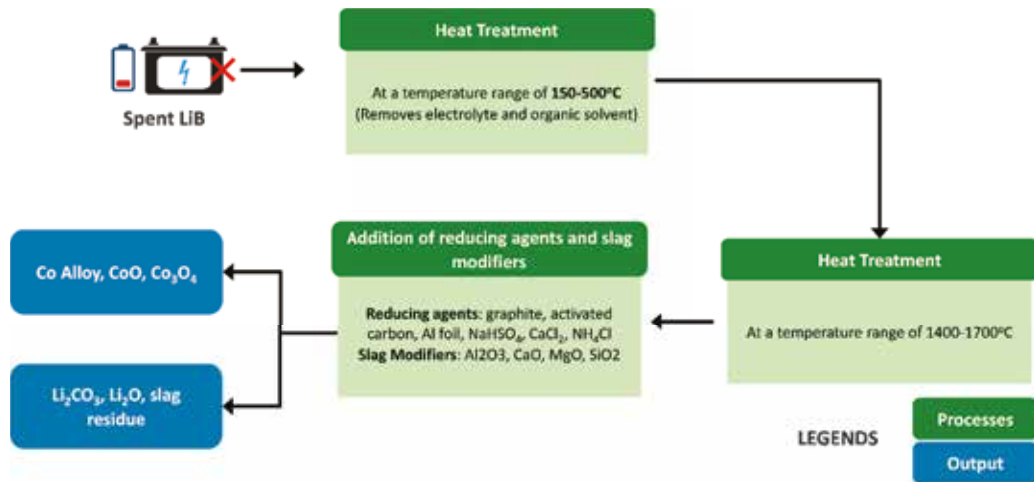 Heat Treatment
At a temperature range of 150-500°C
(Removes electrolyte and organic solvent)
Spent LiB
Addition of reducing agents and slag
modifiers
Reducing agents: graphite, activated
carbon, Al foil, NaHSO₄, CaCl₂, NH₄Cl
Slag Modifiers: Al2O3, CaO, MgO, SiO2
Heat Treatment
At a temperature range of 1400-1700°C
Co Alloy, CoO, Co₃O₄
Li₂CO₃, Li₂O, slag
residue
LEGENDS
Processes
Output